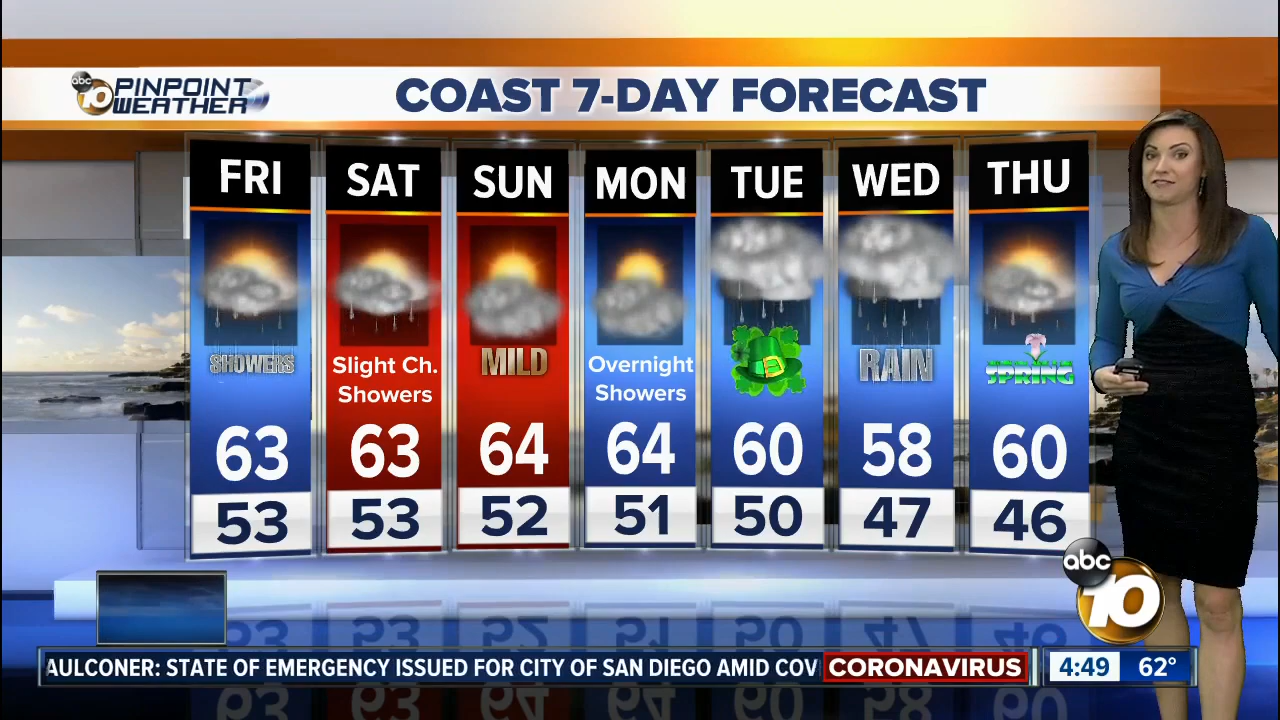 abc 10 PINPOINT WEATHER
COAST 7-DAY FORECAST
FRI SAT SUN MON TUE WED THU
SHOWERS
Slight Ch.
Showers
MILD
Overnight
Showers
RAIN
SPRING
63 63 64 64 60 58 60
53 53 52 51 50 47 46
abc
10
AULCONER: STATE OF EMERGENCY ISSUED FOR CITY OF SAN DIEGO AMID COV CORONAVIRUS 4:49 62°